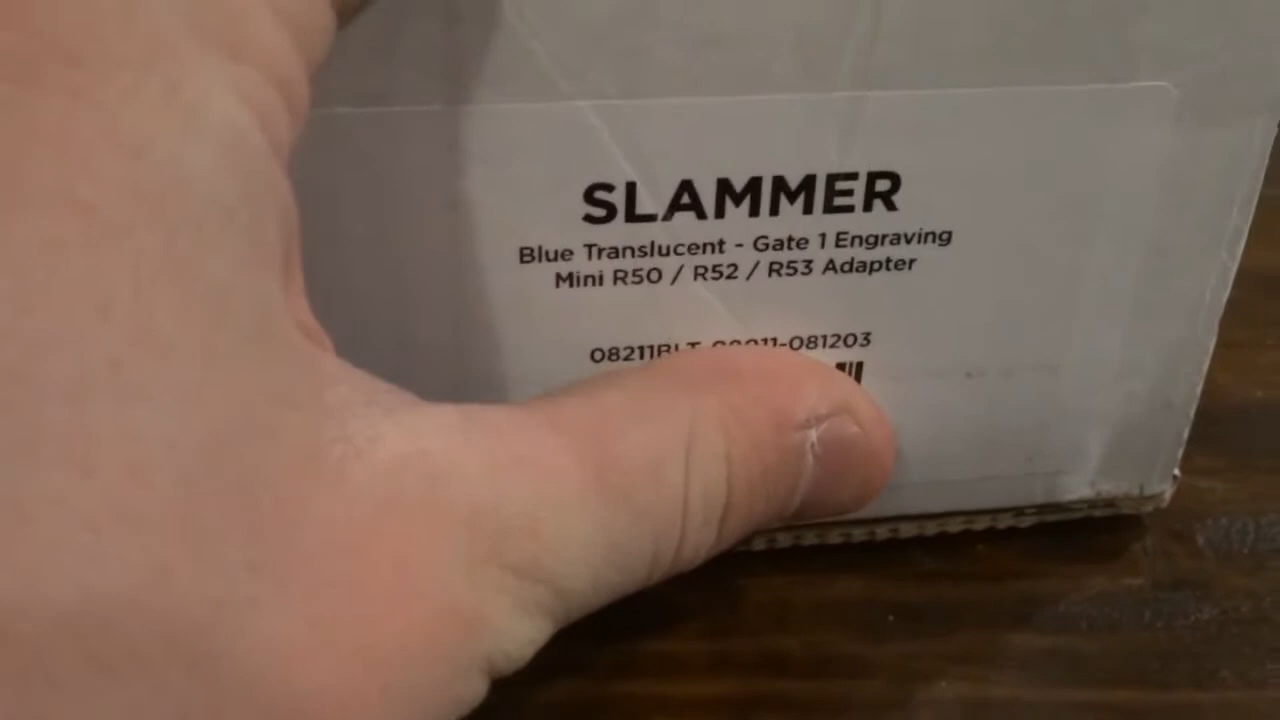 SLAMMER
Blue Translucent - Gate 1 Engraving
Mini R50 / R52 / R53 Adapter